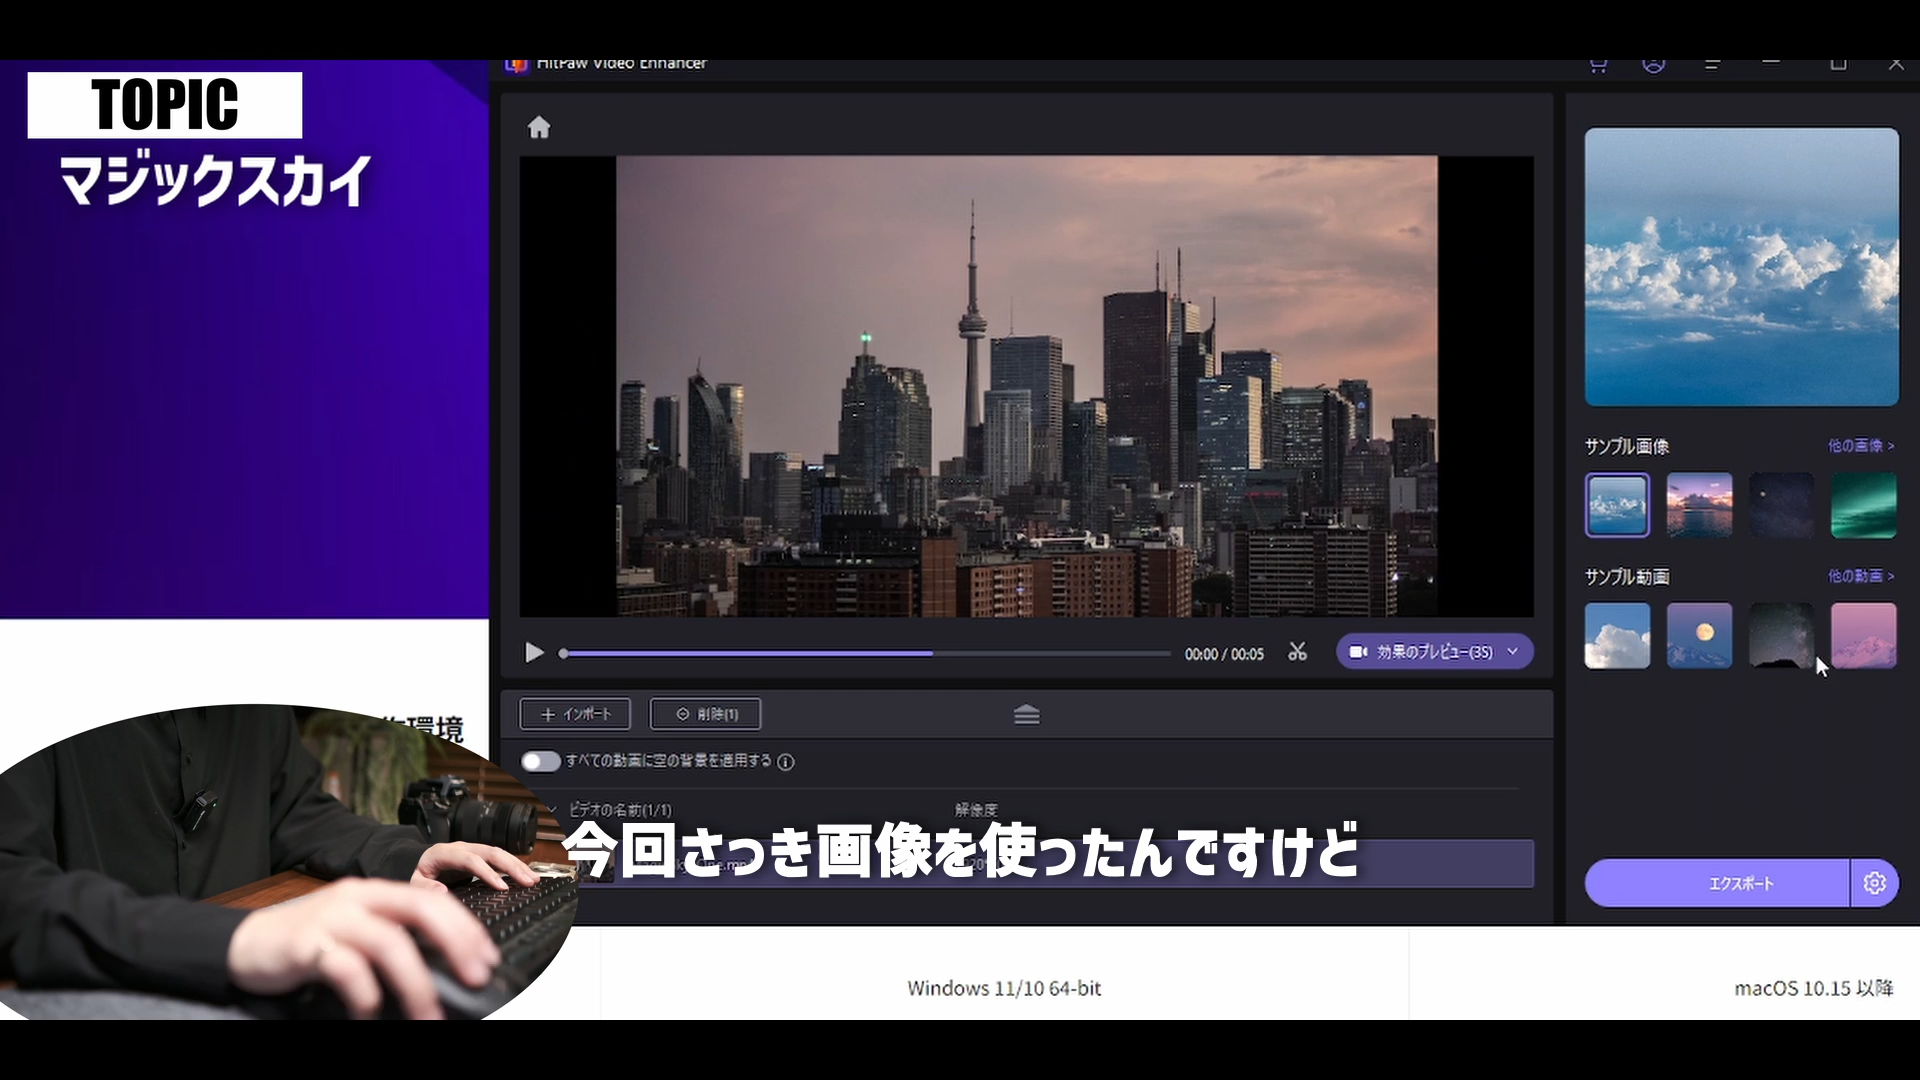 HitPaw Video Enhancer
TOPIC
マジックスカイ
サンプル画像
他の画像 >
サンプル動画
他の動画 >
00:00 / 00:05
効果のプレビュー(3S)
インポート
削除(1)
環境
すべての動画に空の背景を適用する
ビデオの名前(1/1)
解像度
今回さっき画像を使ったんですけど
エクスポート
Windows 11/10 64-bit
macOS 10.15 以降